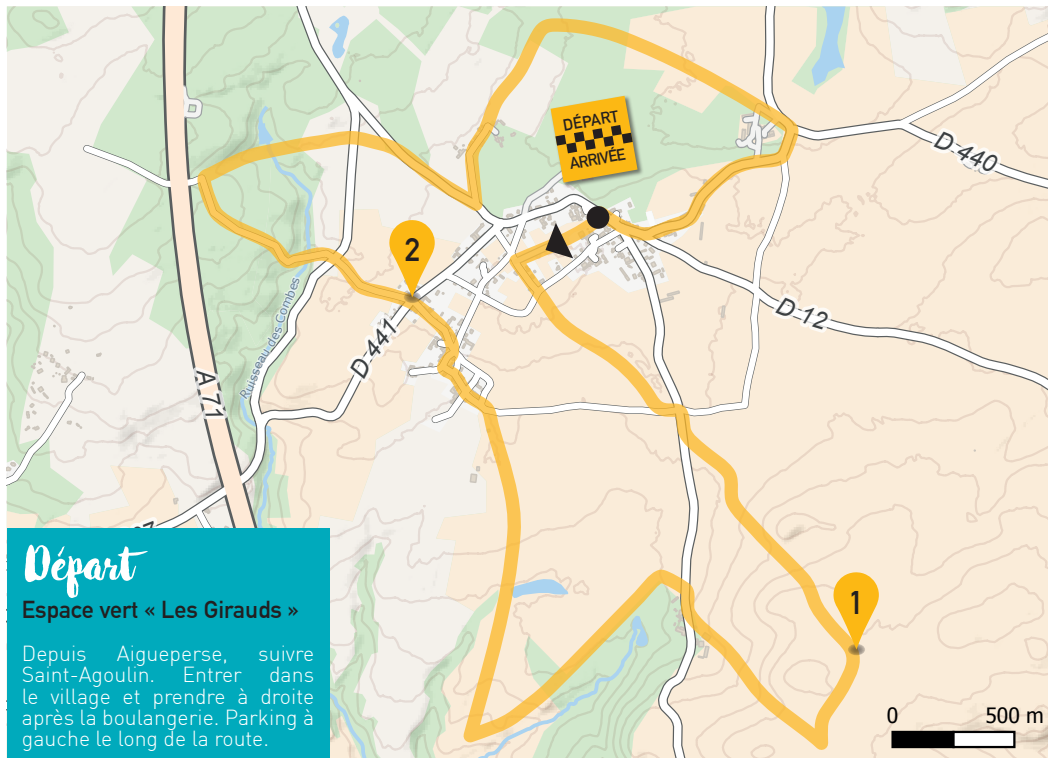 DÉPART
ARRIVÉE
D 440
2
D 12
D 441
Ruisseau des Combes
A 71
1
Départ
Espace vert « Les Girauds »
Depuis Aigueperse, suivre
Saint-Agoulin. Entrer dans
le village et prendre à droite
après la boulangerie. Parking à
gauche le long de la route.
0 500 m